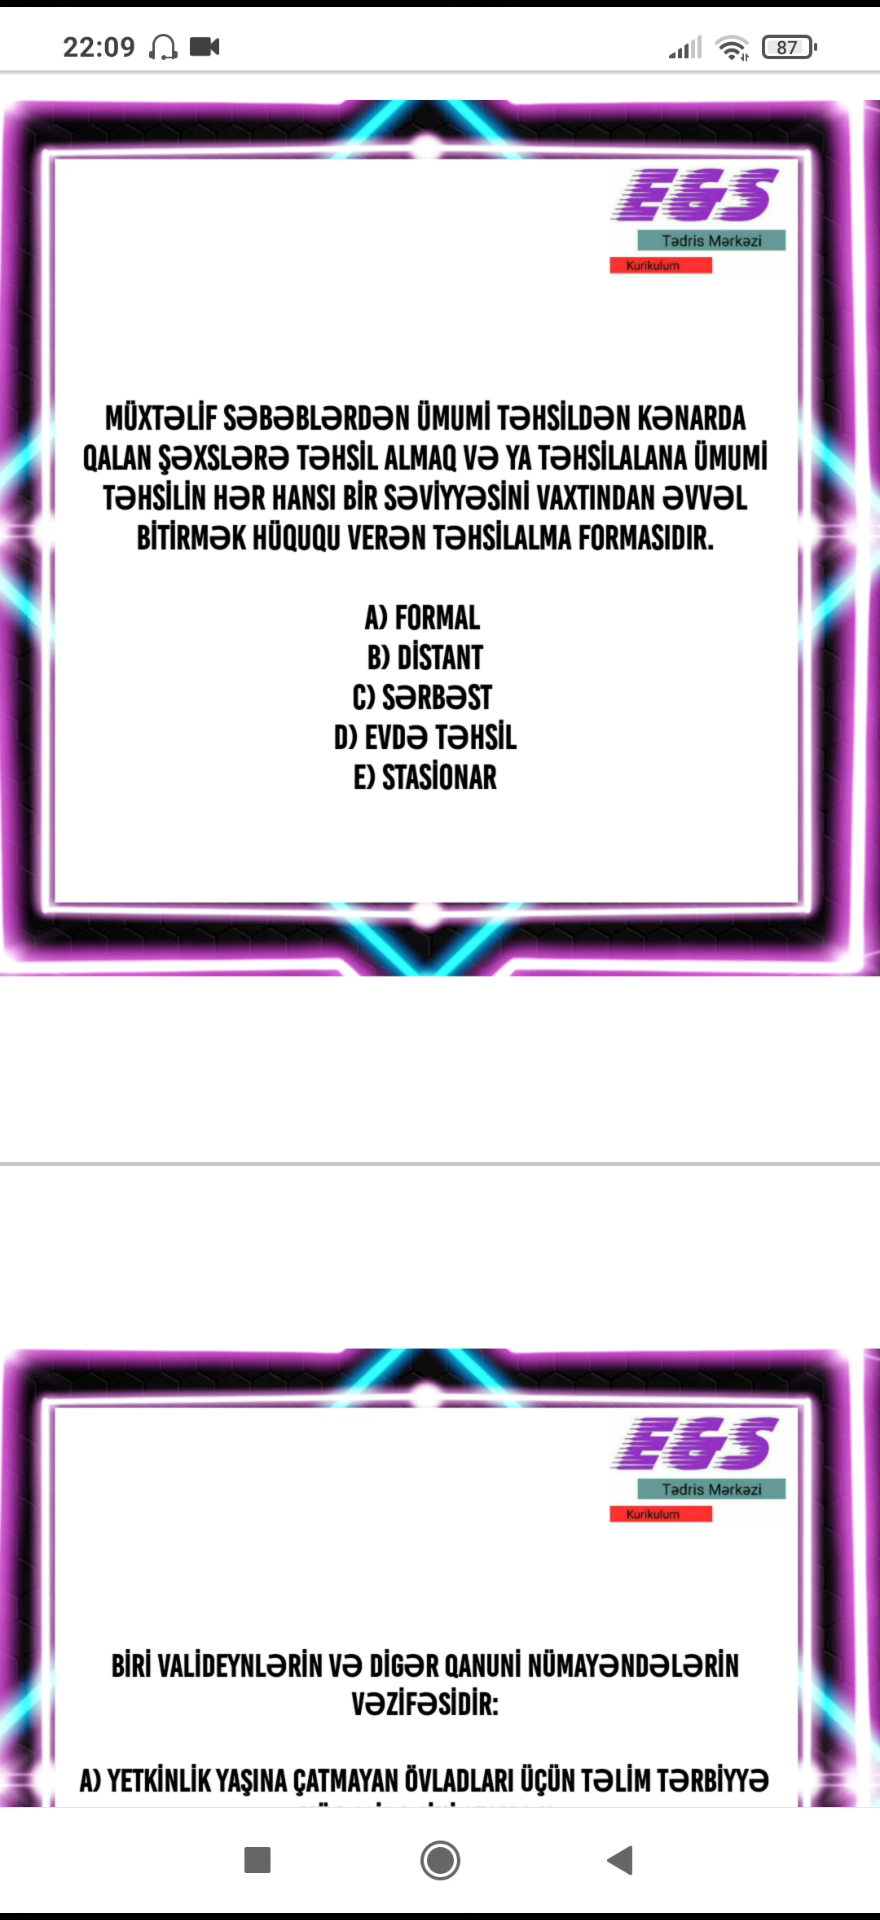 22:09
87
EGS
Tədris Mərkəzi
Kurikulum
MÜXTƏLİF SƏBƏBLƏRDƏN ÜMUMİ TƏHSİLDƏN KƏNARDA
QALAN ŞƏXSLƏRƏ TƏHSİL ALMAQ VƏ YA TƏHSİLALANA ÜMUMİ
TƏHSİLİN HƏR HANSI BİR SƏVİYYƏSİNİ VAXTINDAN ƏVVƏL
BİTİRMƏK HÜQUQU VERƏN TƏHSİLALMA FORMASIDIR.
A) FORMAL
B) DİSTANT
C) SƏRBƏST
D) EVDƏ TƏHSİL
E) STASİONAR
EGS
Tədris Mərkəzi
Kurikulum
BİRİ VALİDEYNLƏRİN VƏ DİGƏR QANUNİ NÜMAYƏNDƏLƏRİN
VƏZİFƏSİDİR:
A) YETKİNLİK YAŞINA ÇATMAYAN ÖVLADLARI ÜÇÜN TƏLİM TƏRBİYYƏ